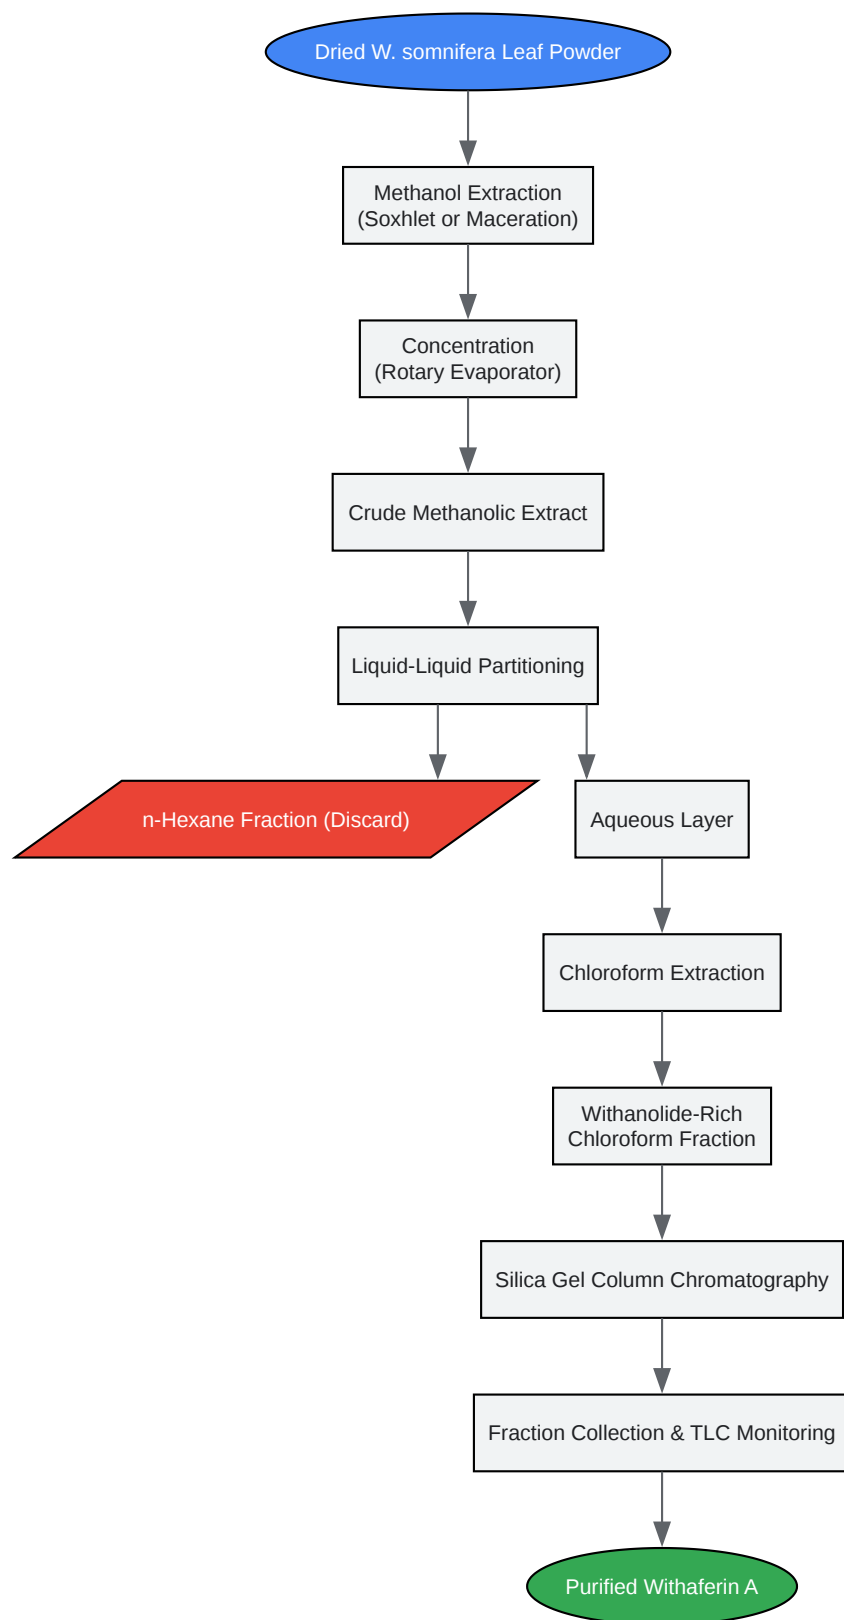 Dried W. somnifera Leaf Powder
Methanol Extraction
(Soxhlet or Maceration)
Concentration
(Rotary Evaporator)
Crude Methanolic Extract
Liquid-Liquid Partitioning
n-Hexane Fraction (Discard)
Aqueous Layer
Chloroform Extraction
Withanolide-Rich
Chloroform Fraction
Silica Gel Column Chromatography
Fraction Collection & TLC Monitoring
Purified Withaferin A